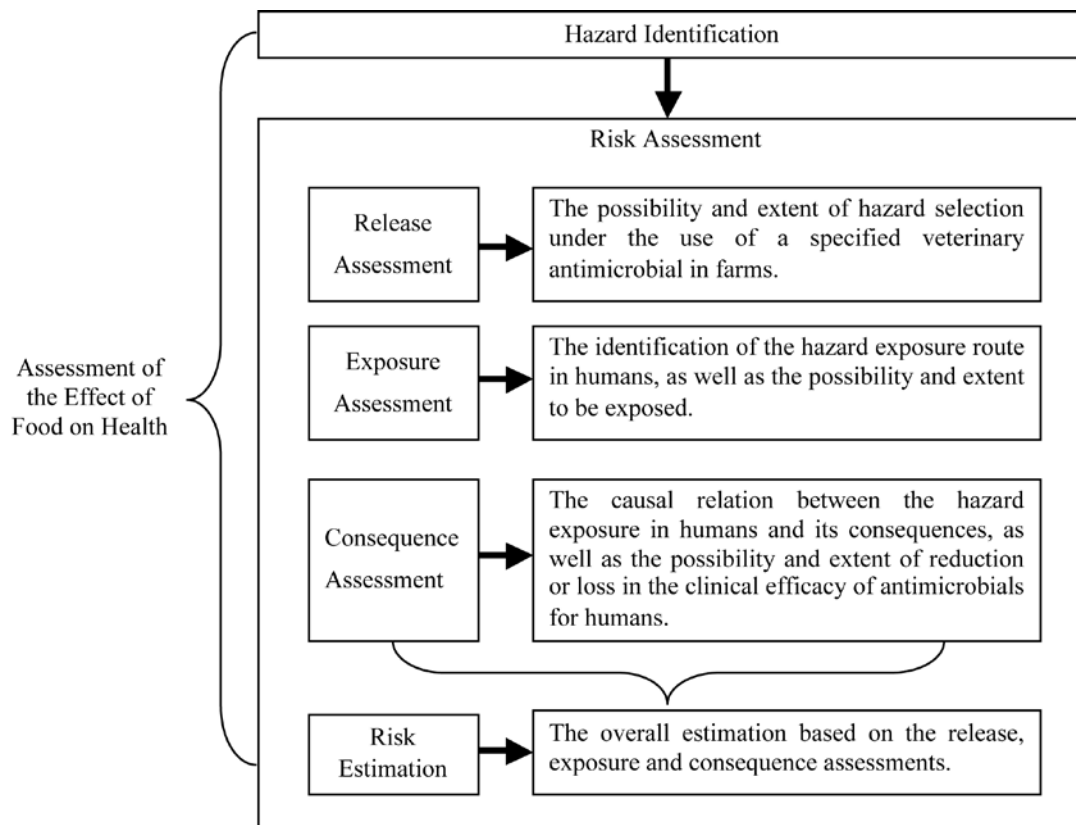 Hazard Identification
Risk Assessment
Release
Assessment
The possibility and extent of hazard selection
under the use of a specified veterinary
antimicrobial in farms.
Exposure
Assessment
The identification of the hazard exposure route
in humans, as well as the possibility and extent
to be exposed.
Assessment of
the Effect of
Food on Health
Consequence
Assessment
The causal relation between the hazard
exposure in humans and its consequences, as
well as the possibility and extent of reduction
or loss in the clinical efficacy of antimicrobials
for humans.
Risk
Estimation
The overall estimation based on the release,
exposure and consequence assessments.